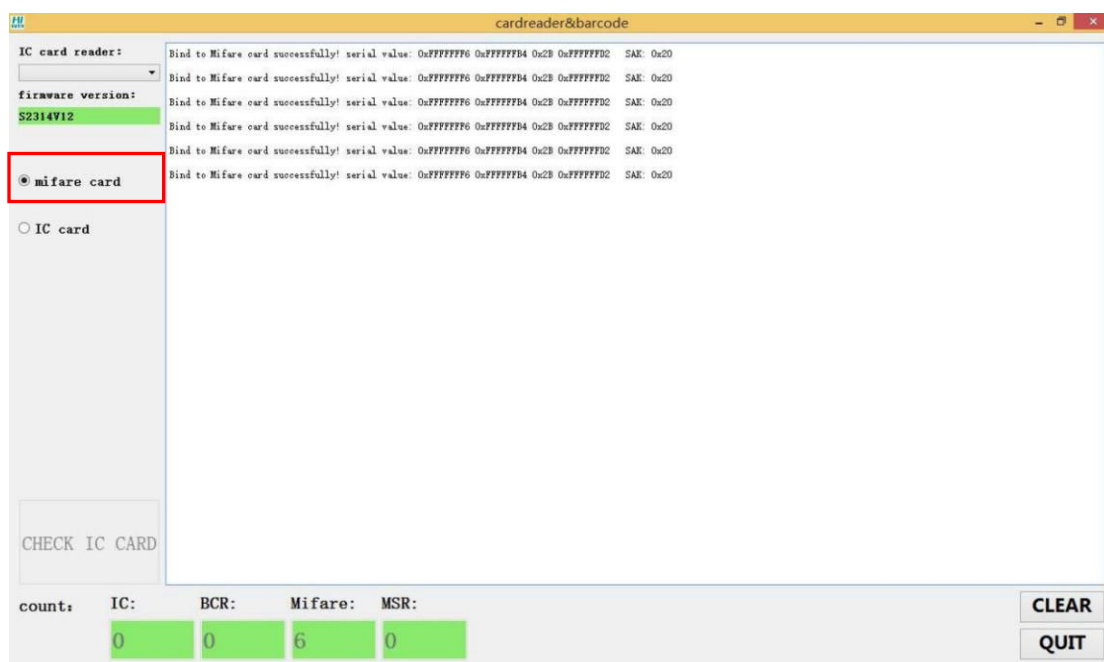 cardreader&barcode
IC card reader:
firmware version:
S2314V12
mifare card
IC card
Bind to Mifare card successfully! serial value: 0xFFFFFFF6 0xFFFFFFB4 0x2B 0xFFFFFFD2 SAK: 0x20
Bind to Mifare card successfully! serial value: 0xFFFFFFF6 0xFFFFFFB4 0x2B 0xFFFFFFD2 SAK: 0x20
Bind to Mifare card successfully! serial value: 0xFFFFFFF6 0xFFFFFFB4 0x2B 0xFFFFFFD2 SAK: 0x20
Bind to Mifare card successfully! serial value: 0xFFFFFFF6 0xFFFFFFB4 0x2B 0xFFFFFFD2 SAK: 0x20
Bind to Mifare card successfully! serial value: 0xFFFFFFF6 0xFFFFFFB4 0x2B 0xFFFFFFD2 SAK: 0x20
Bind to Mifare card successfully! serial value: 0xFFFFFFF6 0xFFFFFFB4 0x2B 0xFFFFFFD2 SAK: 0x20
CHECK IC CARD
count: IC: BCR: Mifare: MSR:
0 0 6 0
CLEAR
QUIT